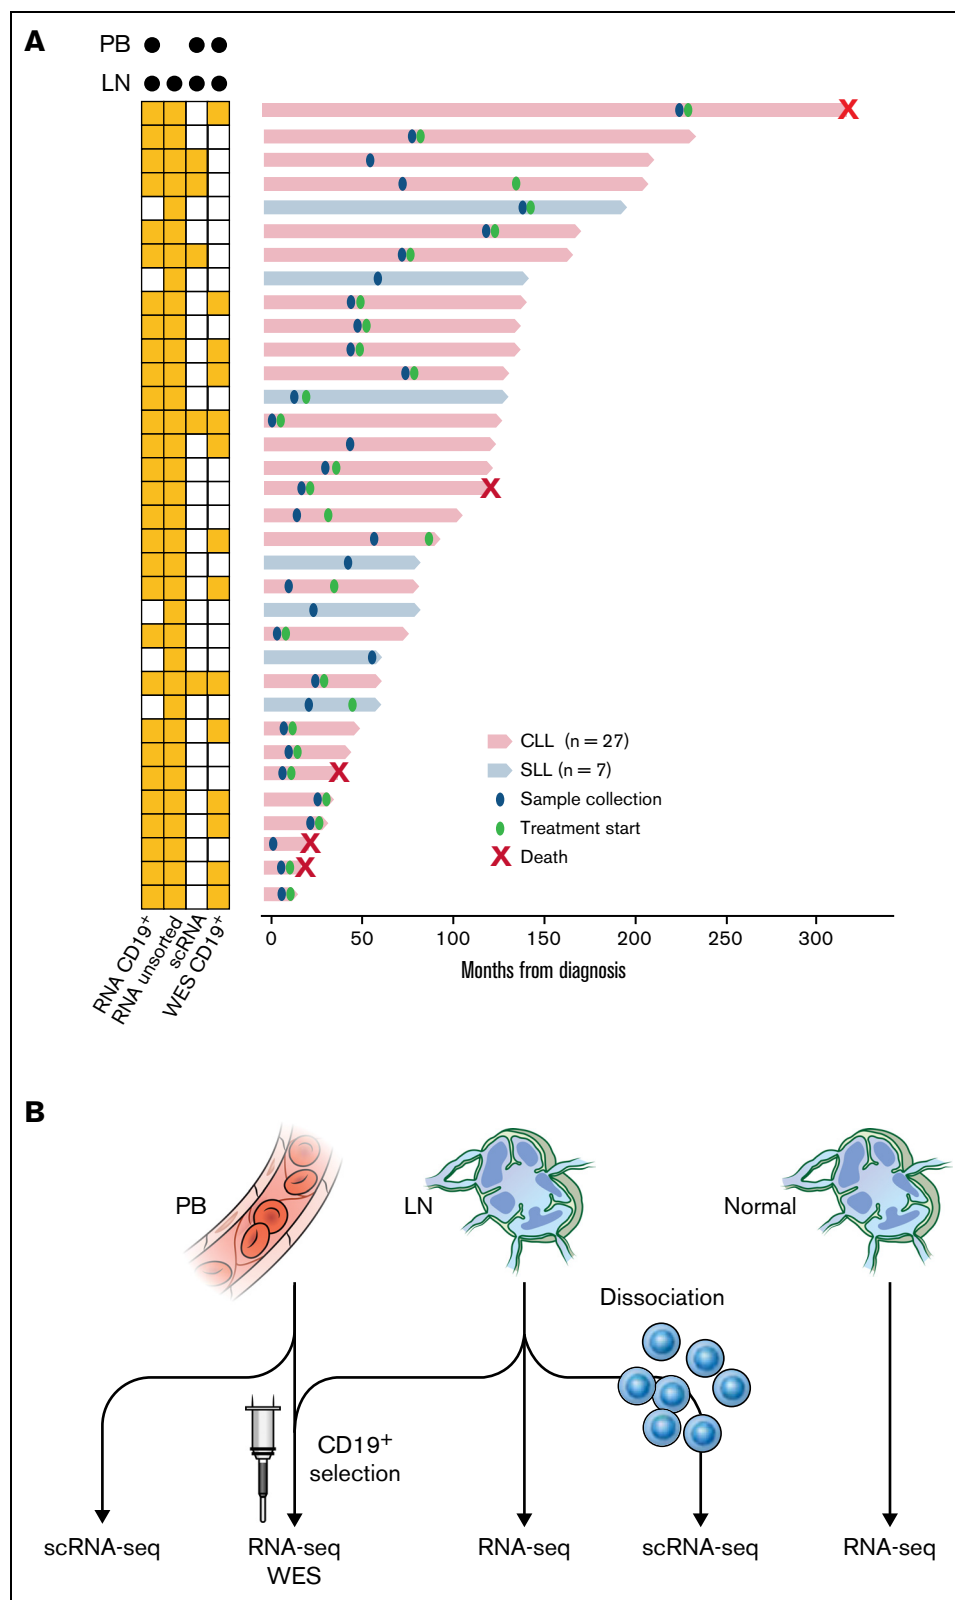 A
PB
LN
CLL (n = 27)
SLL (n = 7)
Sample collection
Treatment start
Death
0 50 100 150 200 250 300
Months from diagnosis
RNA CD19+
RNA unsorted
scRNA
WES CD19+
B
PB
LN
Normal
Dissociation
CD19+
selection
scRNA-seq
RNA-seq
WES
RNA-seq
scRNA-seq
RNA-seq